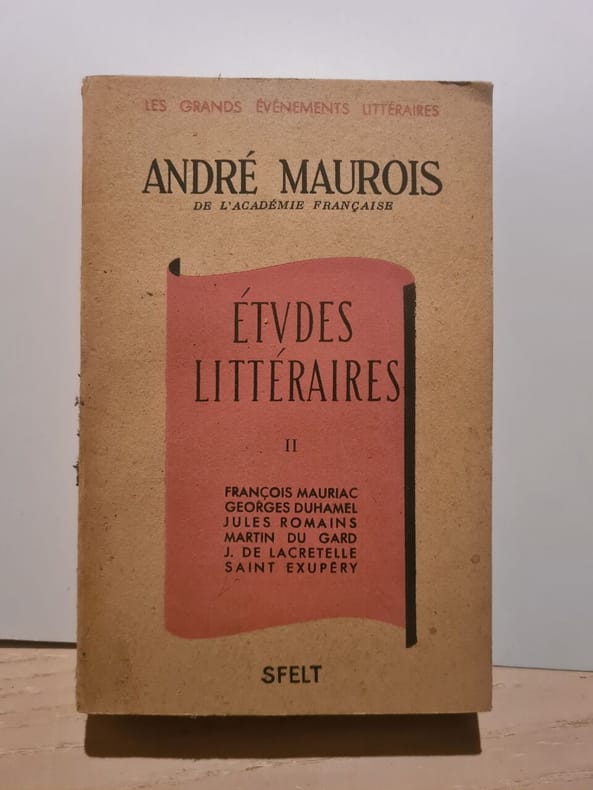 LES GRANDS ÉVÉNEMENTS LITTÉRAIRES
ANDRÉ MAUROIS
DE L'ACADÉMIE FRANÇAISE
ÉTVDES
LITTÉRAIRES
II
FRANÇOIS MAURIAC
GEORGES DUHAMEL
JULES ROMAINS
MARTIN DU GARD
J. DE LACRETELLE
SAINT EXUPÉRY
SFELT